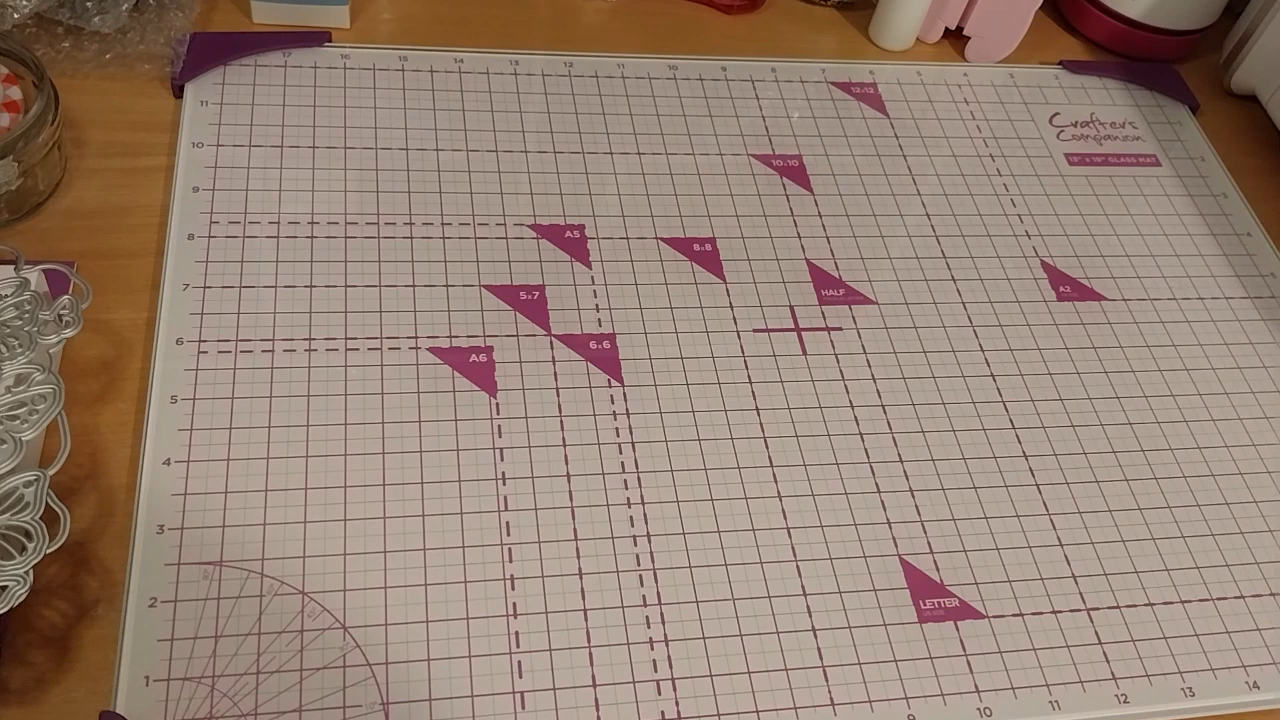 17 16 15 14 13 12 11 10 9 8 7 6 5 4 3 2
12x12
11
Crafter's
Companion
13" x 19" GLASS MAT
10
10x10
9
A5
8
8x8
7
5x7
HALF
A2
6
6x6
A6
5
4
3
2
LETTER
US SIZE
1
9 10 11 12 13 14